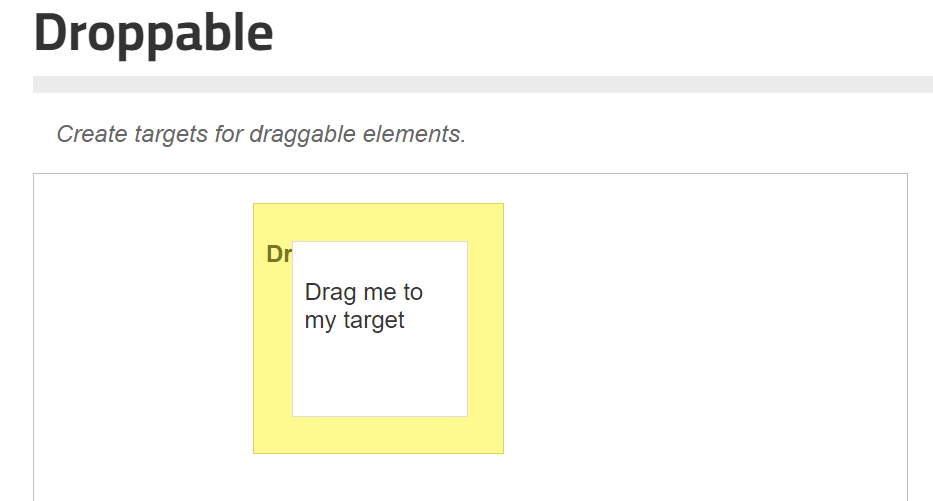 Droppable
Create targets for draggable elements.
Dr
Drag me to
my target